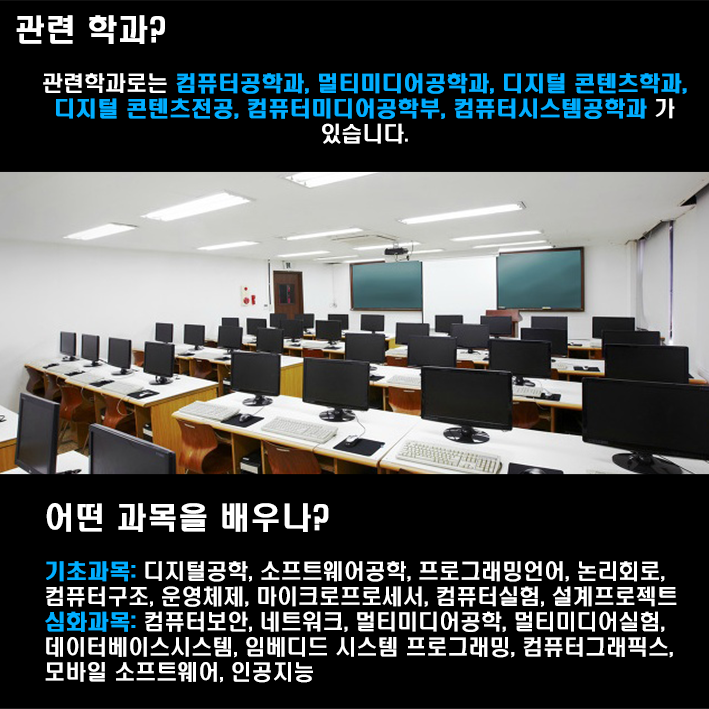 관련 학과?
관련학과로는 컴퓨터공학과, 멀티미디어공학과, 디지털 콘텐츠학과,
디지털 콘텐츠전공, 컴퓨터미디어공학부, 컴퓨터시스템공학과 가
있습니다.
어떤 과목을 배우나?
기초과목: 디지털공학, 소프트웨어공학, 프로그래밍언어, 논리회로,
컴퓨터구조, 운영체제, 마이크로프로세서, 컴퓨터실험, 설계프로젝트
심화과목: 컴퓨터보안, 네트워크, 멀티미디어공학, 멀티미디어실험,
데이터베이스시스템, 임베디드 시스템 프로그래밍, 컴퓨터그래픽스,
모바일 소프트웨어, 인공지능